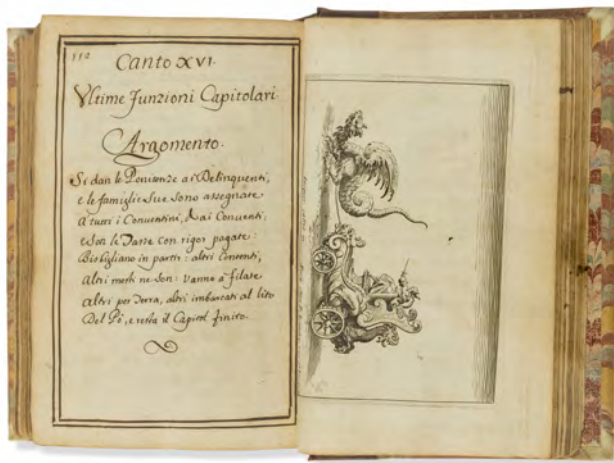 112
Canto XVI.
Ultime Funzioni Capitolari.
Argomento.
Si dan le Penitenze ai Delinquenti,
e le famiglie sue sono assegnate
a tutti i Conventini, & ai Conventi:
e son le Tasse con rigor pagate:
Bisbigliano in partir: altri contenti,
Altri mesti ne son: vanno a filate
altri per Terra, altri imbarcati al lito
Del Pò, e resta il Capitol finito.